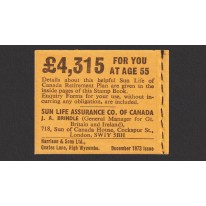 £4,315 FOR YOU
AT AGE 55
Details about this helpful Sun Life of
Canada Retirement Plan are given in the
inside pages of this Stamp Book.
Enquiry Forms for your use, without in-
curring any obligation, are included.
SUN LIFE ASSURANCE CO. OF CANADA
J. A. BRINDLE (General Manager for Gt.
Britain and Ireland),
718, Sun of Canada House, Cockspur St.,
London, SW1Y 5BH
Harrison & Sons Ltd.,
Coates Lane, High Wycombe. December 1973 Issue